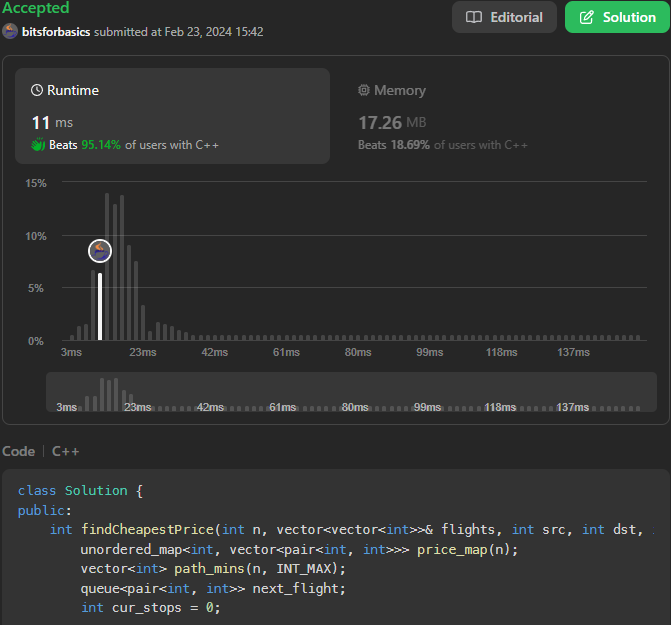 Accepted
Editorial
Solution
bitsforbasics submitted at Feb 23, 2024 15:42
Runtime
Memory
11 ms
17.26 MB
Beats 95.14% of users with C++
Beats 18.69% of users with C++
15%
10%
5%
0%
3ms 23ms 42ms 61ms 80ms 99ms 118ms 137ms
3ms 23ms 42ms 61ms 80ms 99ms 118ms 137ms
Code | C++
class Solution {
public:
    int findCheapestPrice(int n, vector<vector<int>>& flights, int src, int dst,
        unordered_map<int, vector<pair<int, int>>> price_map(n);
        vector<int> path_mins(n, INT_MAX);
        queue<pair<int, int>> next_flight;
        int cur_stops = 0;